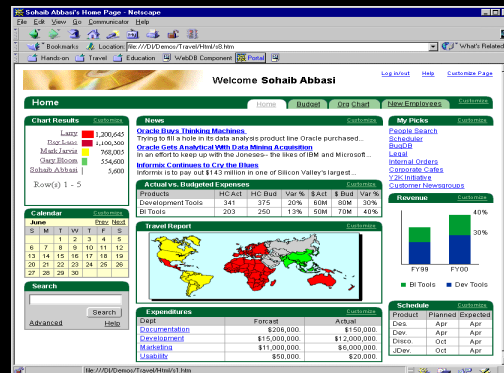 Sohaib Abbasi's Home Page - Netscape
File Edit View Go Communicator Help
Bookmarks Location: file:///D|/Demos/Travel/Html/s8.htm What's Related
Hands-on Travel Education WebDB Component Portal
Welcome Sohaib Abbasi
Log in/out Help Customize Page
Home
Home Budget Org Chart New Employees Customize
Chart Results Customize
Larry 1,200,645
1,100,300
Mark Jarvis 768,005
Gary Bloom 554,600
Sohaib Abbasi 5,600
Row(s) 1 - 5
Calendar Customize
June Prev Next
S M T W T F S
1 2 3 4 5
6 7 8 9 10 11 12
13 14 15 16 17 18 19
20 21 22 23 24 25 26
27 28 29 30
Search
Search
Advanced Help
News Customize
Oracle Buys Thinking Machines
Trying to fill a hole in its data analysis product line Oracle purchased...
Oracle Gets Analytical With Data Mining Acquisition
In an effort to keep up with the Joneses- the likes of IBM and Microsoft...
Informix Continues to Cry the Blues
Informix is to pay out $143 million in one of Silicon Valley's largest...
Actual vs. Budgeted Expenses Customize
Products HC Act HC Bud Var % $ Act $ Bud Var %
Development Tools 341 375 20% 60M 80M 30%
BI Tools 203 250 13% 50M 70M 40%
Travel Report Customize
Expenditures Customize
Dept Forcast Actual
Documentation $206,000. $150,000.
Development $15,000,000. $12,000,000.
Marketing $11,000,000. $6,000,000.
Usability $50,000. $20,000.
My Picks Customize
People Search
Scheduler
BugDB
Legal
Internal Orders
Corporate Cafes
Y2K Initiative
Customer Newsgroups
Revenue Customize
40%
30%
FY99 FY00
BI Tools Dev Tools
Schedule Customize
Product Planned Expected
Des. Apr Apr
Dev. Apr Apr
Disco. Oct Apr
JDev. Oct Apr
file:///D|/Demos/Travel/Html/v1.htm